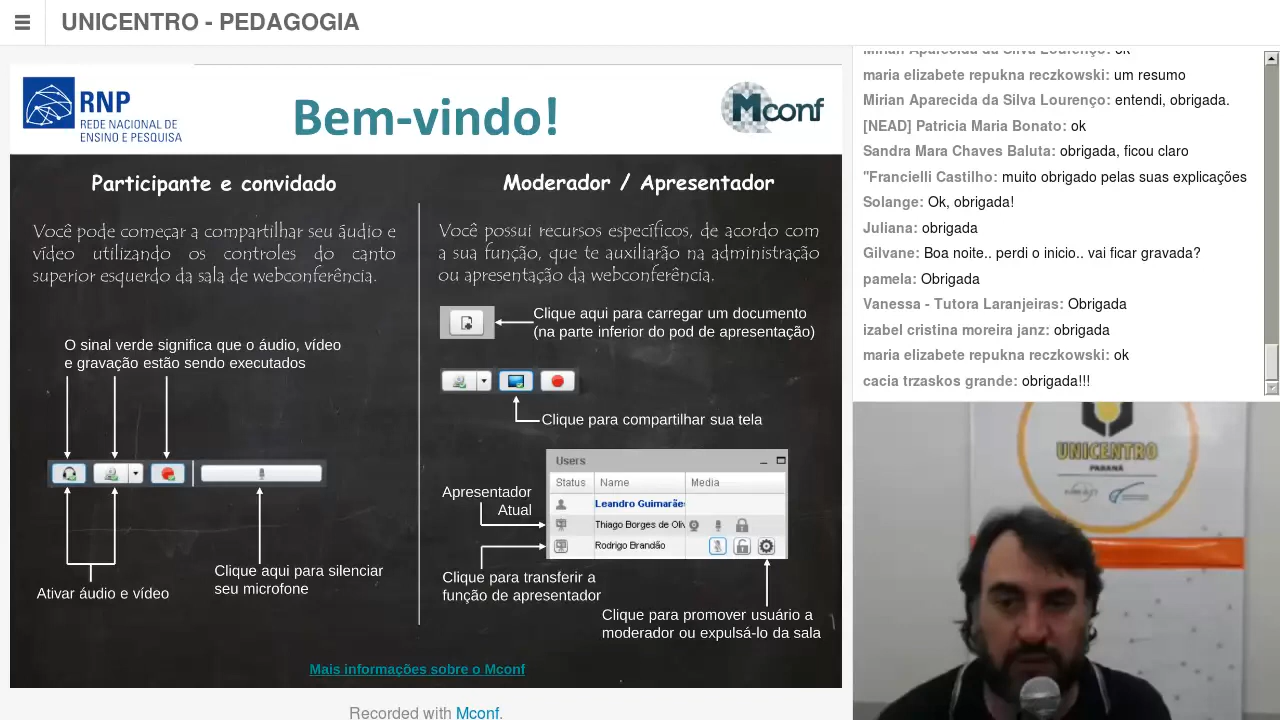 UNICENTRO - PEDAGOGIA
RNP
REDE NACIONAL DE
ENSINO E PESQUISA
Bem-vindo!
Mconf
Participante e convidado
Você pode começar a compartilhar seu áudio e
vídeo utilizando os controles do canto
superior esquerdo da sala de webconferência.
O sinal verde significa que o áudio, vídeo
e gravação estão sendo executados
Ativar áudio e vídeo
Clique aqui para silenciar
seu microfone
Moderador / Apresentador
Você possui recursos específicos, de acordo com
a sua função, que te auxiliarão na administração
ou apresentação da webconferência.
Clique aqui para carregar um documento
(na parte inferior do pod de apresentação)
Clique para compartilhar sua tela
Users
Status Name Media
Leandro Guimarães
Thiago Borges de Oliv
Rodrigo Brandão
Apresentador
Atual
Clique para transferir a
função de apresentador
Clique para promover usuário a
moderador ou expulsá-lo da sala
Mais informações sobre o Mconf
Recorded with Mconf.
Mirian Aparecida da Silva Lourenço: ok
maria elizabete repukna reczkowski: um resumo
Mirian Aparecida da Silva Lourenço: entendi, obrigada.
[NEAD] Patricia Maria Bonato: ok
Sandra Mara Chaves Baluta: obrigada, ficou claro
"Francielli Castilho: muito obrigado pelas suas explicações
Solange: Ok, obrigada!
Juliana: obrigada
Gilvane: Boa noite.. perdi o inicio.. vai ficar gravada?
pamela: Obrigada
Vanessa - Tutora Laranjeiras: Obrigada
izabel cristina moreira janz: obrigada
maria elizabete repukna reczkowski: ok
cacia trzaskos grande: obrigada!!!
UNICENTRO
PARANÁ